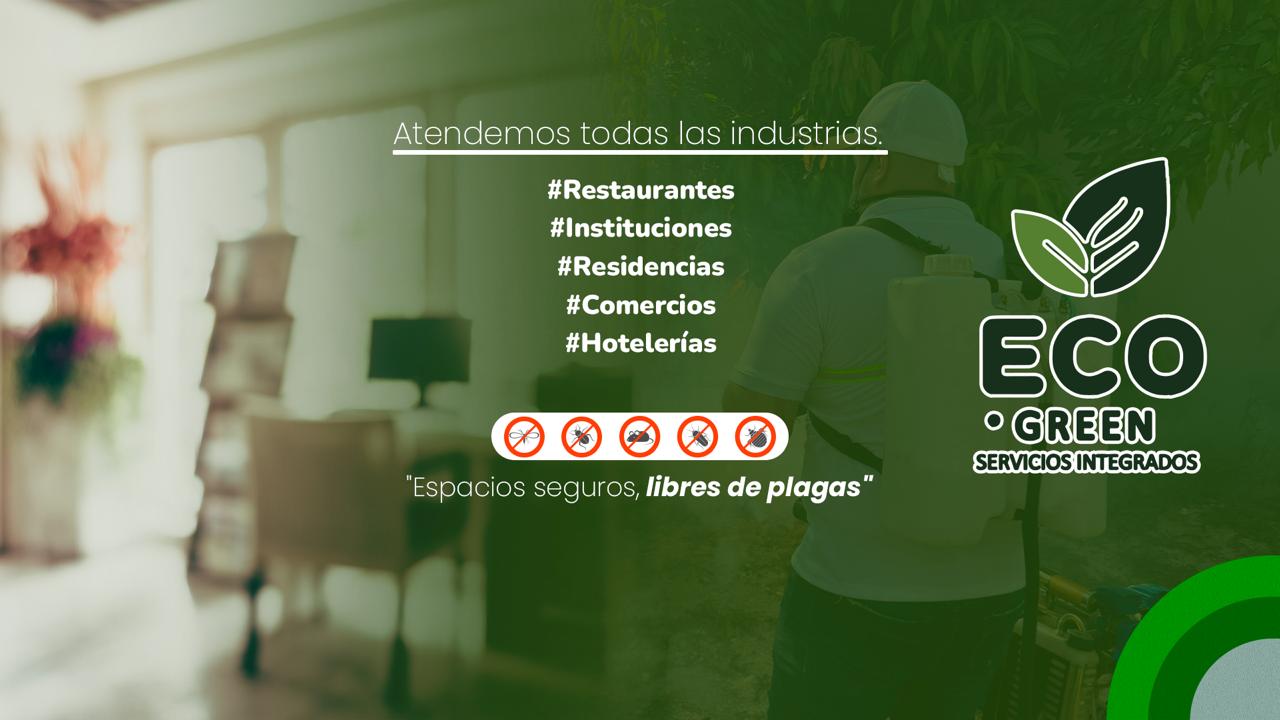 Atendemos todas las industrias.
#Restaurantes
#Instituciones
#Residencias
#Comercios
#Hotelerías
"Espacios seguros, libres de plagas"
ECO
• GREEN
SERVICIOS INTEGRADOS